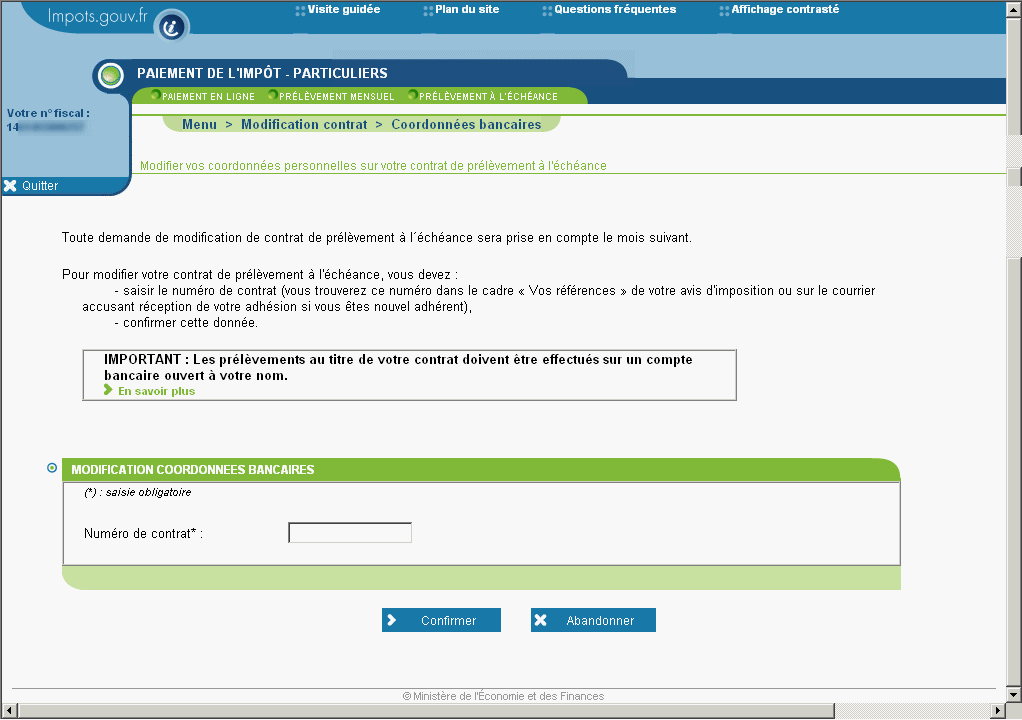 Impots.gouv.fr
Visite guidée
Plan du site
Questions fréquentes
Affichage contrasté
PAIEMENT DE L'IMPÔT - PARTICULIERS
PAIEMENT EN LIGNE
PRÉLÈVEMENT MENSUEL
PRÉLÈVEMENT À L'ÉCHÉANCE
Votre n° fiscal :
14
Menu > Modification contrat > Coordonnées bancaires
Modifier vos coordonnées personnelles sur votre contrat de prélèvement à l'échéance
Quitter
Toute demande de modification de contrat de prélèvement à l´échéance sera prise en compte le mois suivant.
Pour modifier votre contrat de prélèvement à l'échéance, vous devez :
- saisir le numéro de contrat (vous trouverez ce numéro dans le cadre « Vos références » de votre avis d'imposition ou sur le courrier
accusant réception de votre adhésion si vous êtes nouvel adhérent),
- confirmer cette donnée.
IMPORTANT : Les prélèvements au titre de votre contrat doivent être effectués sur un compte
bancaire ouvert à votre nom.
En savoir plus
MODIFICATION COORDONNEES BANCAIRES
(*) : saisie obligatoire
Numéro de contrat* :
Confirmer
Abandonner
© Ministère de l'Économie et des Finances